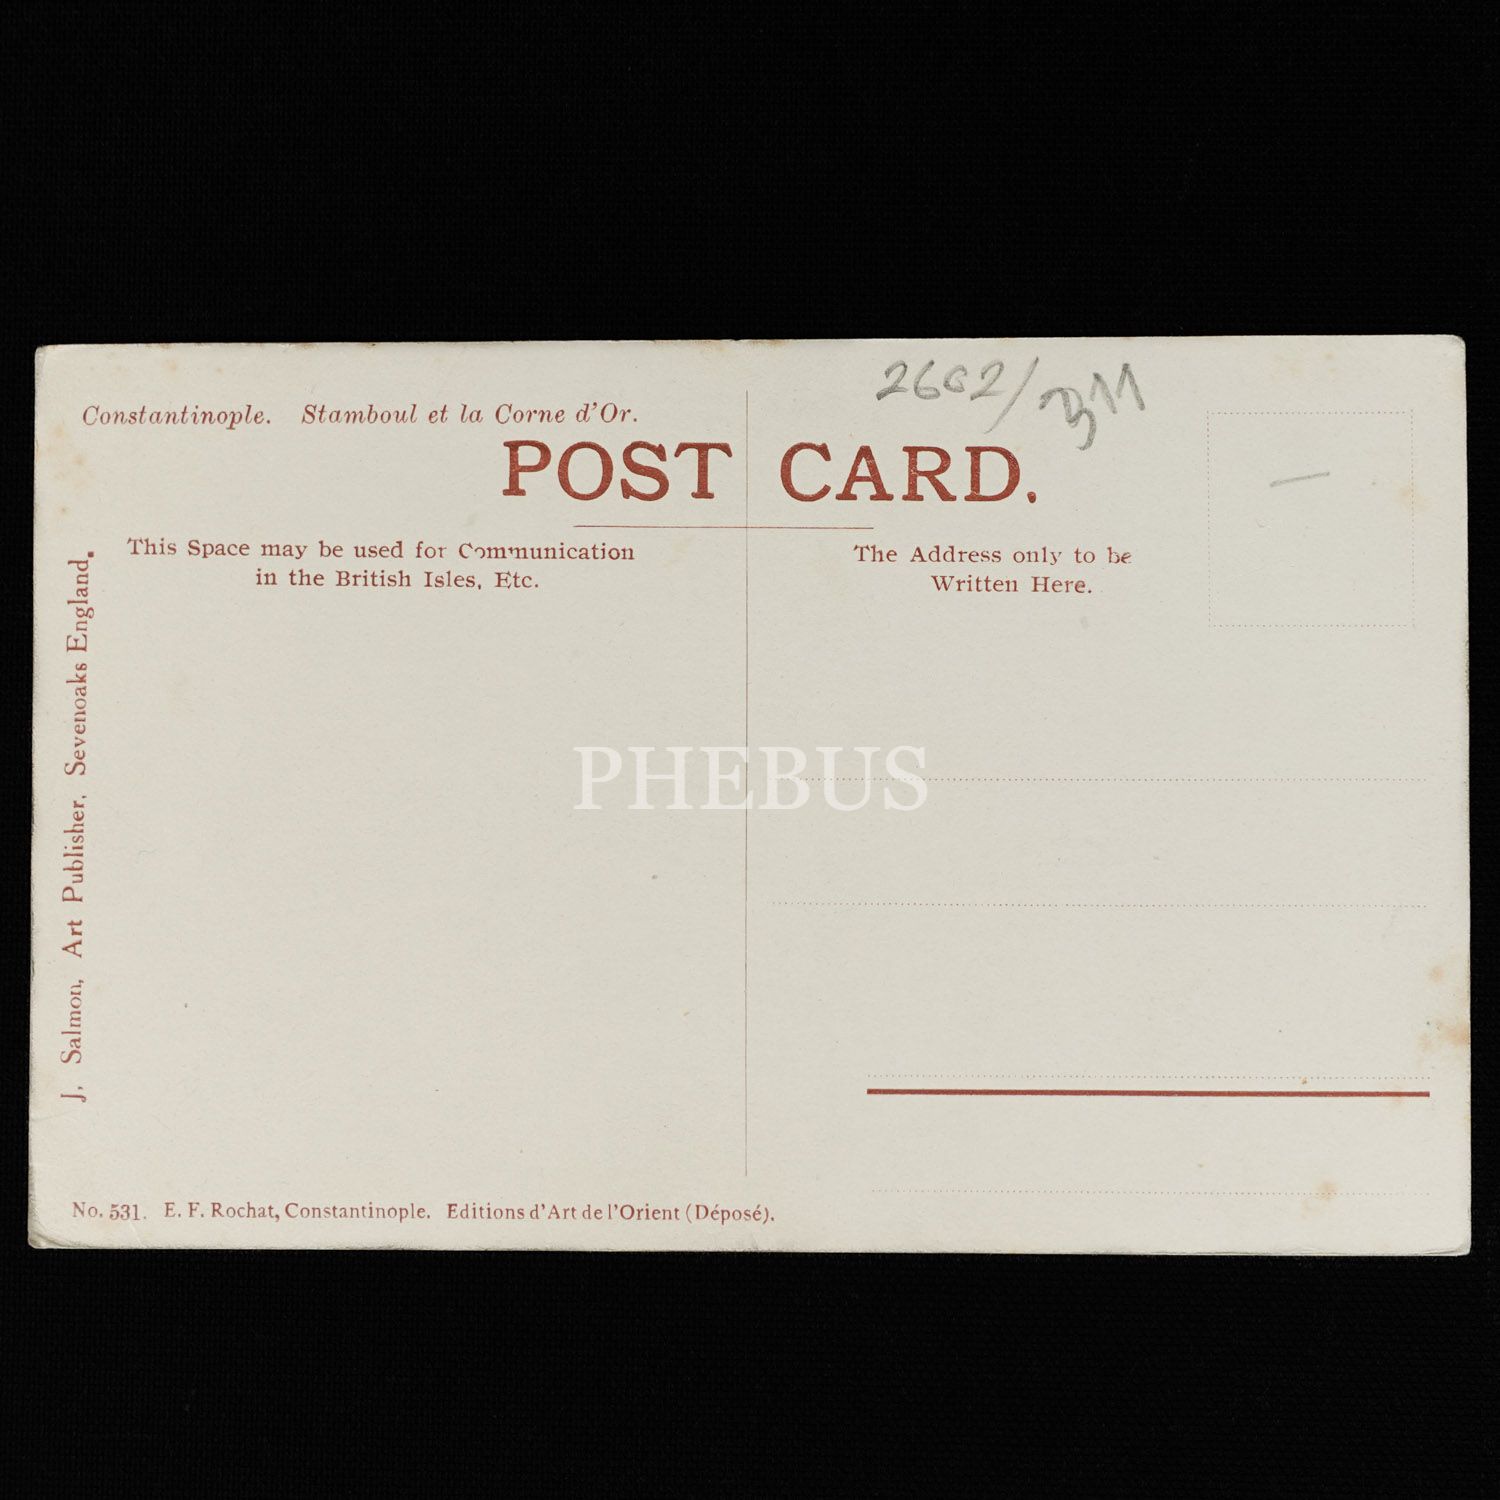 2602/
Constantinople. Stamboul et la Corne d'Or.
POST CARD.
This Space may be used for Communication
in the British Isles, Etc.
The Address only to be
Written Here.
J. Salmon, Art Publisher, Sevenoaks England.
PHEBUS
No. 531. E. F. Rochat, Constantinople. Editions d'Art de l'Orient (Déposé).